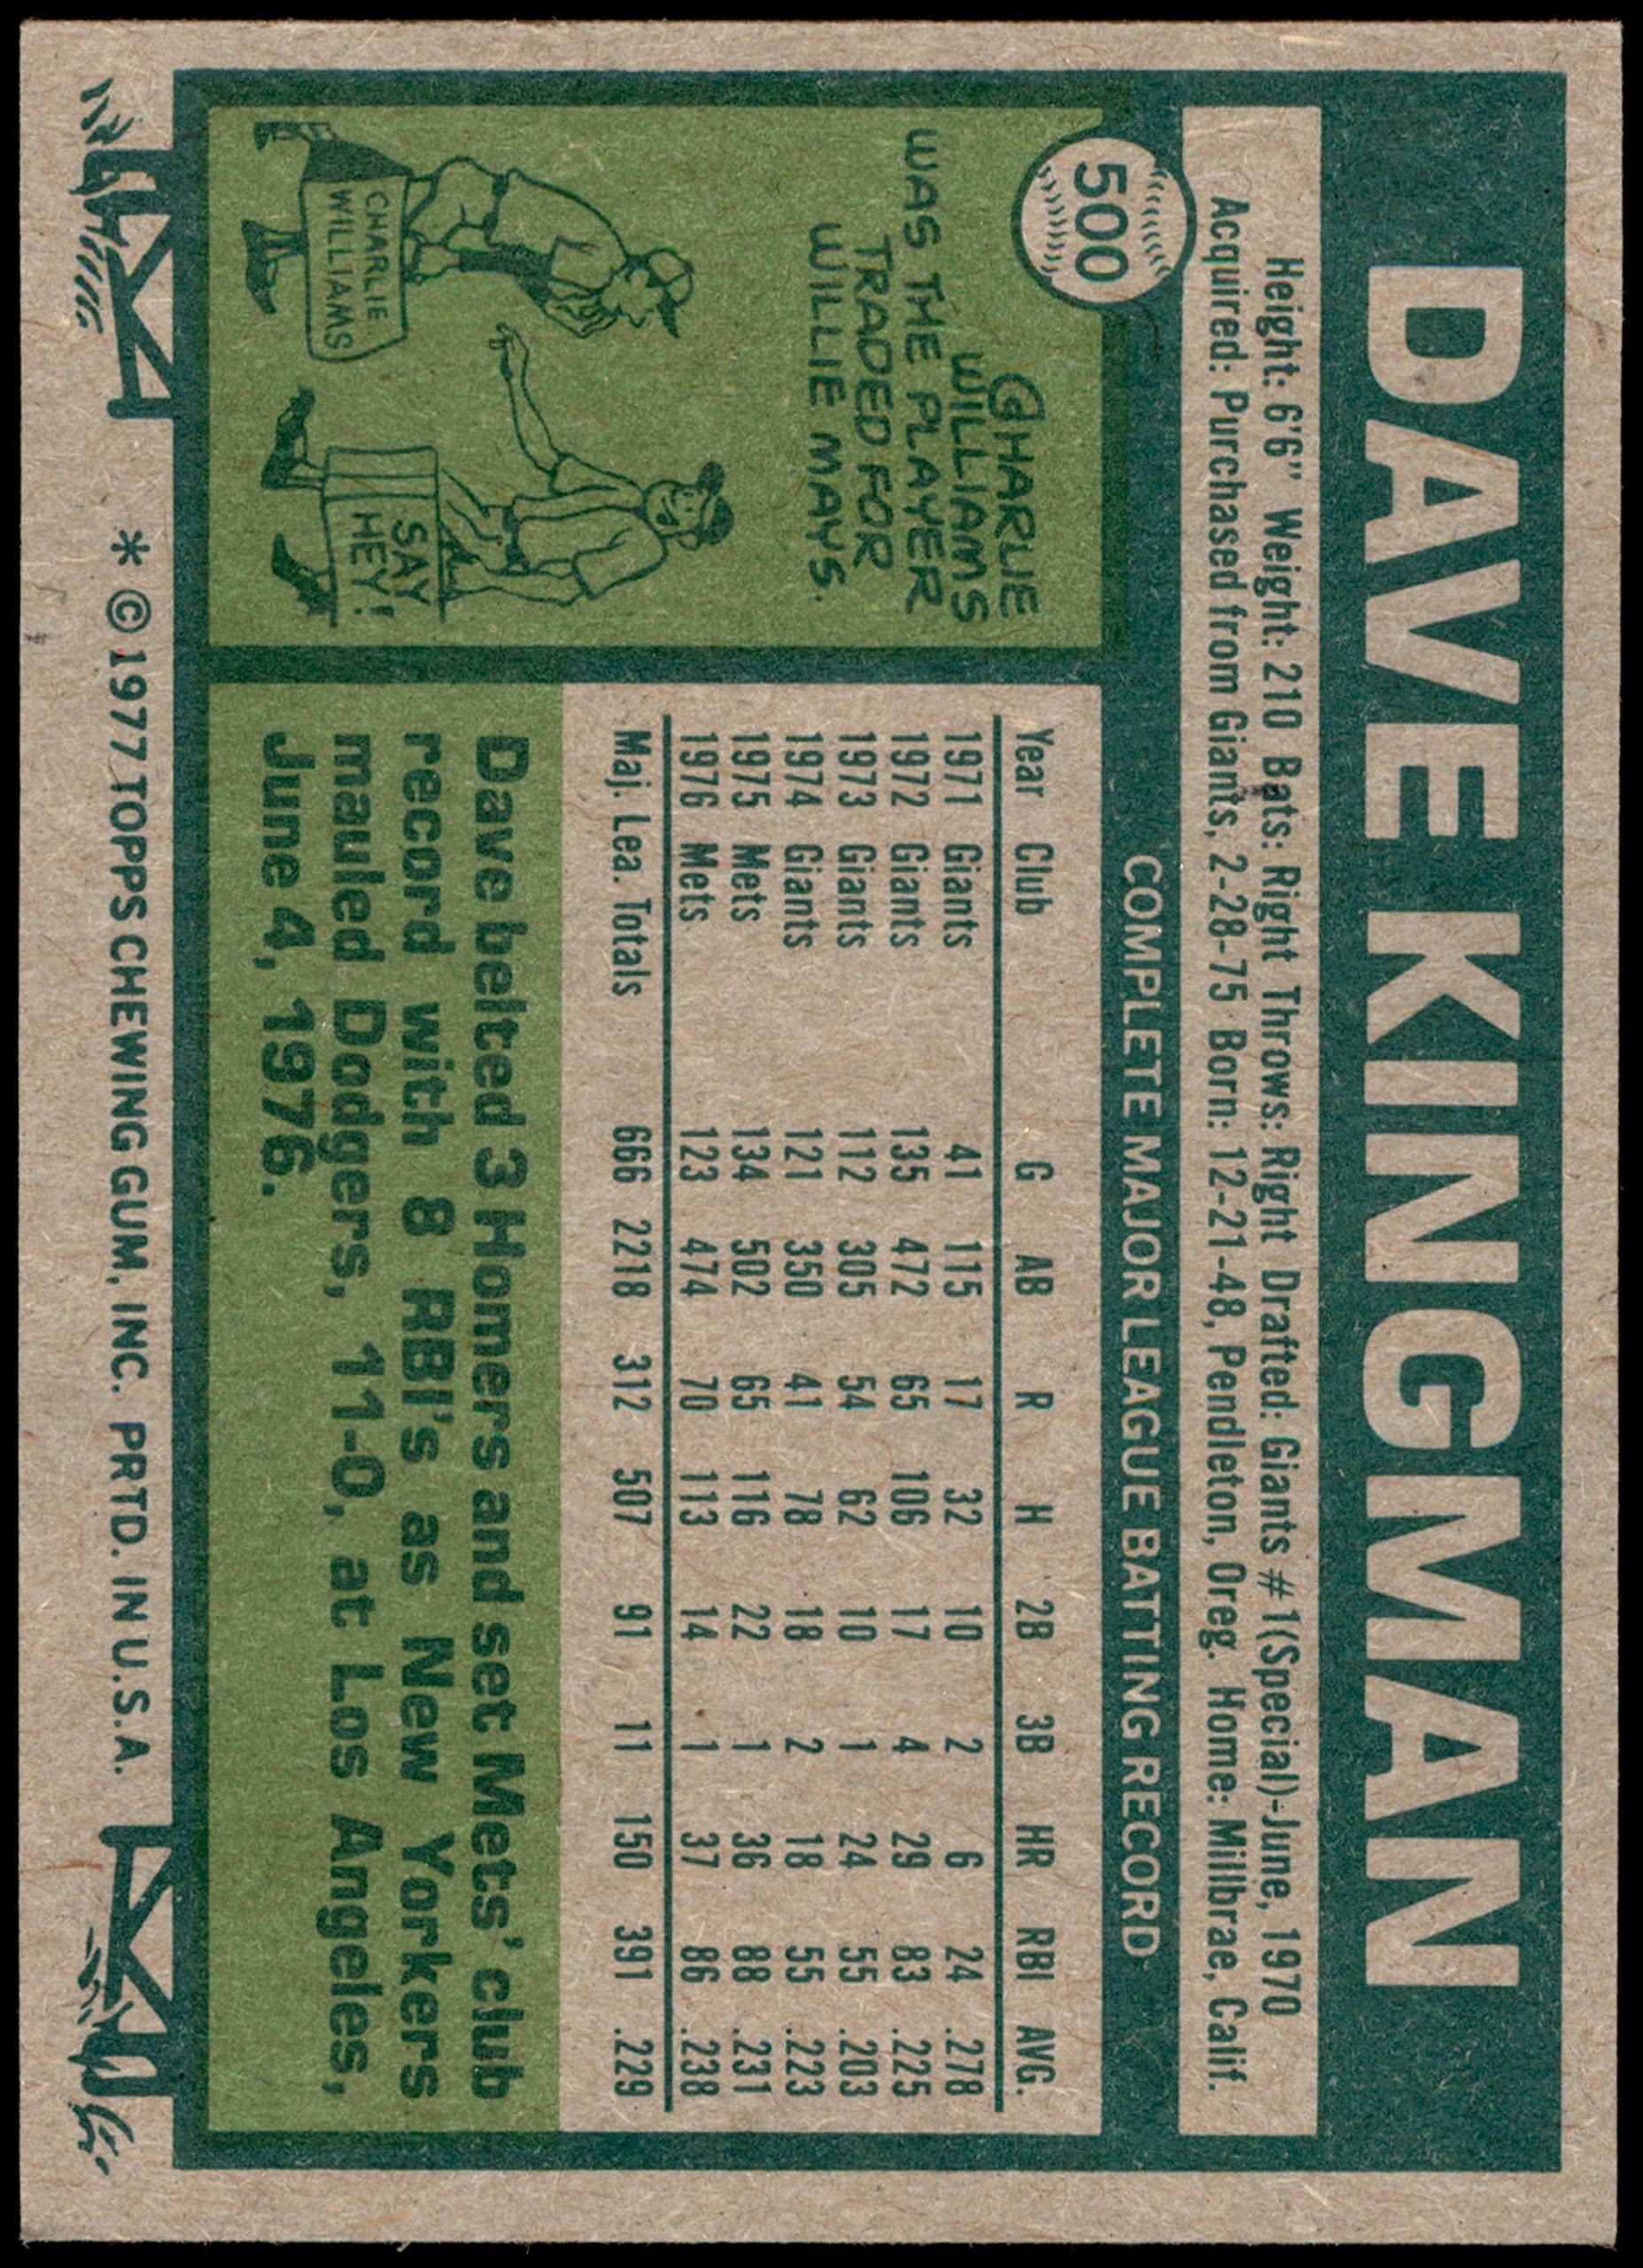 DAVE KINGMAN
Height: 6'6" Weight: 210 Bats: Right Throws: Right Drafted: Giants #1(Special)-June, 1970
Acquired: Purchased from Giants, 2-28-75 Born: 12-21-48, Pendleton, Oreg. Home: Millbrae, Calif.
500
COMPLETE MAJOR LEAGUE BATTING RECORD
CHARLIE
WILLIAMS
WAS THE PLAYER
TRADED FOR
WILLIE MAYS.
CHARLIE
WILLIAMS
SAY
HEY!
Year Club G AB R H 2B 3B HR RBI AVG.
1971 Giants 41 115 17 32 10 2 6 24 .278
1972 Giants 135 472 65 106 17 4 29 83 .225
1973 Giants 112 305 54 62 10 1 24 55 .203
1974 Giants 121 350 41 78 18 2 18 55 .223
1975 Mets 134 502 65 116 22 1 36 88 .231
1976 Mets 123 474 70 113 14 1 37 86 .238
Maj. Lea. Totals 666 2218 312 507 91 11 150 391 .229
Dave belted 3 Homers and set Mets' club
record with 8 RBI's as New Yorkers
mauled Dodgers, 11-0, at Los Angeles,
June 4, 1976.
* © 1977 TOPPS CHEWING GUM, INC. PRTD. IN U.S.A.